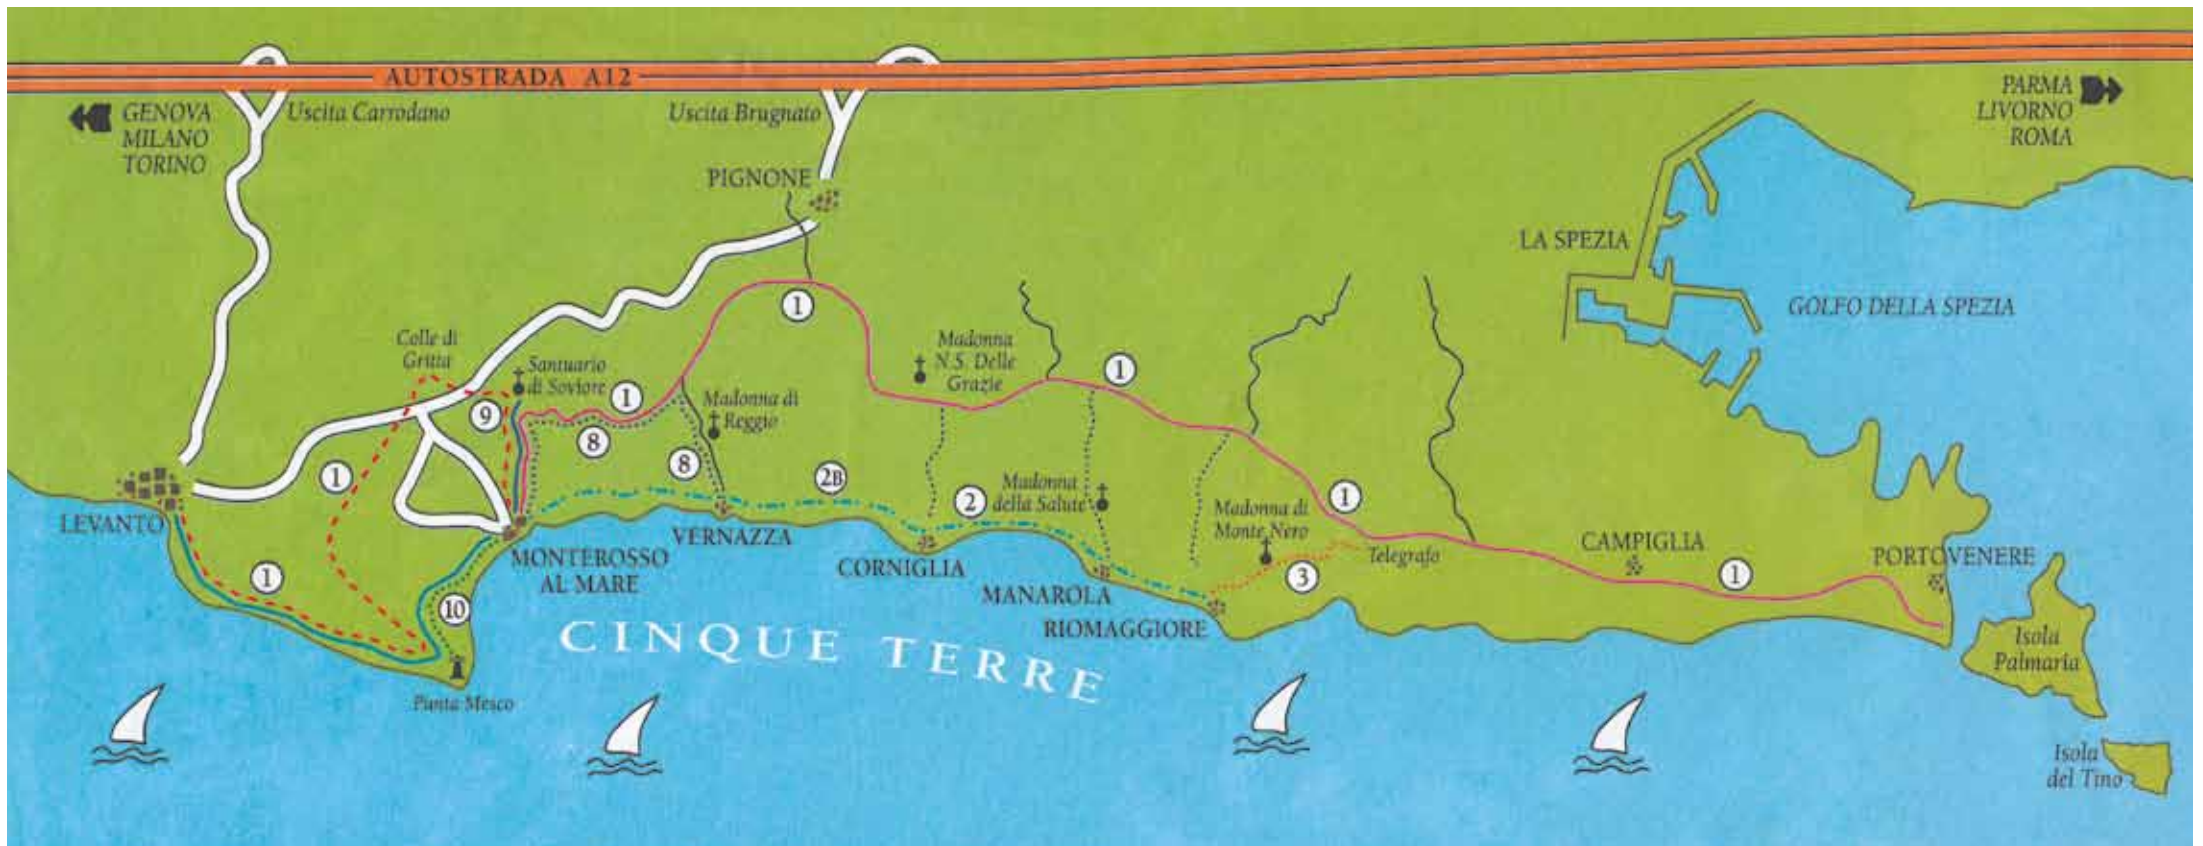 AUTOSTRADA A12
GENOVA
MILANO
TORINO
Uscita Carrodano
Uscita Brugnato
PARMA
LIVORNO
ROMA
PIGNONE
LA SPEZIA
GOLFO DELLA SPEZIA
1
Colle di
Gritta
Santuario
di Soviore
Madonna
N.S. Delle
Grazie
1
9
1
Madonna di
Reggio
8
8
1
2B
2
Madonna
della Salute
1
Madonna di
Monte Nero
LEVANTO
MONTEROSSO
AL MARE
VERNAZZA
CORNIGLIA
MANAROLA
RIOMAGGIORE
3
Telegrafo
CAMPIGLIA
1
PORTOVENERE
1
10
CINQUE TERRE
Punta Mesco
Isola
Palmaria
Isola
del Tino